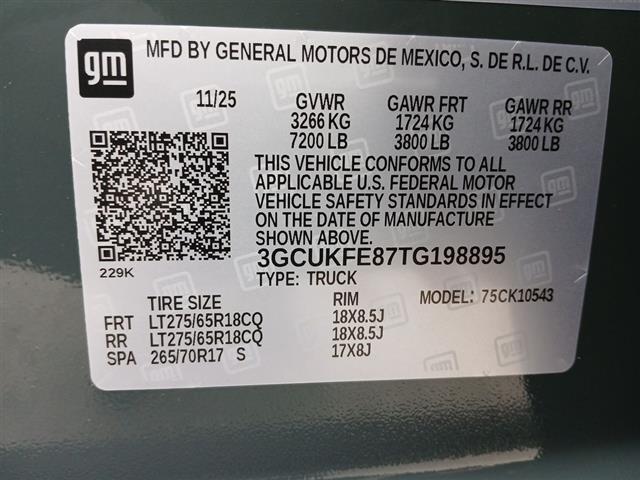 gm MFD BY GENERAL MOTORS DE MEXICO, S. DE R.L. DE C.V.
11/25 GVWR GAWR FRT GAWR RR
3266 KG 1724 KG 1724 KG
7200 LB 3800 LB 3800 LB
THIS VEHICLE CONFORMS TO ALL
APPLICABLE U.S. FEDERAL MOTOR
VEHICLE SAFETY STANDARDS IN EFFECT
ON THE DATE OF MANUFACTURE
SHOWN ABOVE.
3GCUKFE87TG198895
229K
TYPE: TRUCK
TIRE SIZE RIM MODEL: 75CK10543
FRT LT275/65R18CQ 18X8.5J
RR LT275/65R18CQ 18X8.5J
SPA 265/70R17 S 17X8J